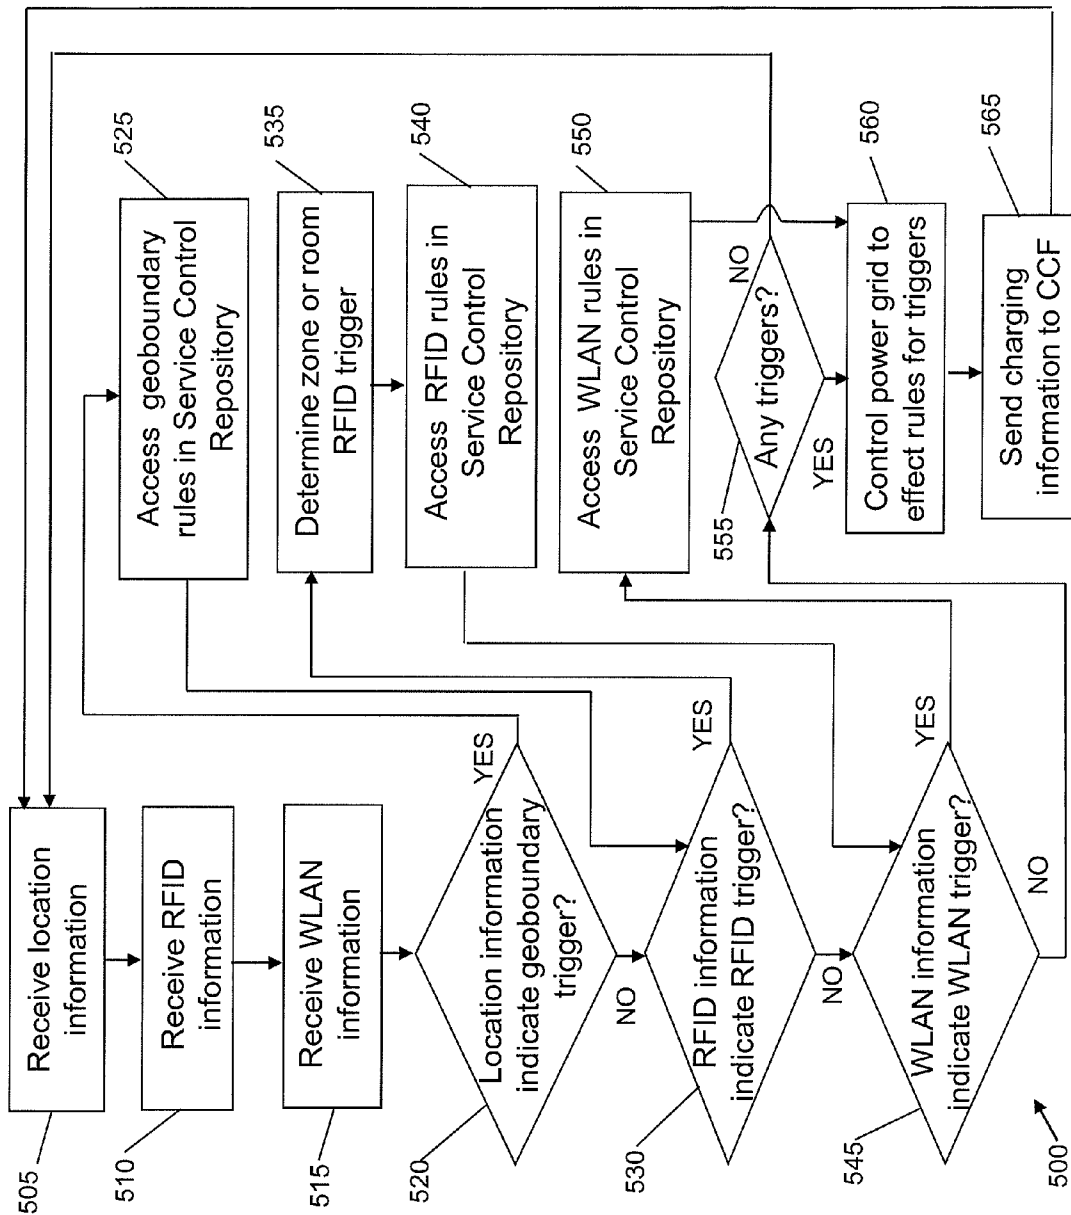 505
Receive location
information
510
Receive RFID
information
515
Receive WLAN
information
520
Location information
indicate geoboundary
trigger?
YES
NO
525
Access geoboundary
rules in Service Control
Repository
530
RFID information
indicate RFID trigger?
YES
NO
535
Determine zone or room
RFID trigger
540
Access RFID rules in
Service Control
Repository
545
WLAN information
indicate WLAN trigger?
YES
NO
550
Access WLAN rules in
Service Control
Repository
555
Any triggers?
NO
YES
560
Control power grid to
effect rules for triggers
565
Send charging
information to CCF
500